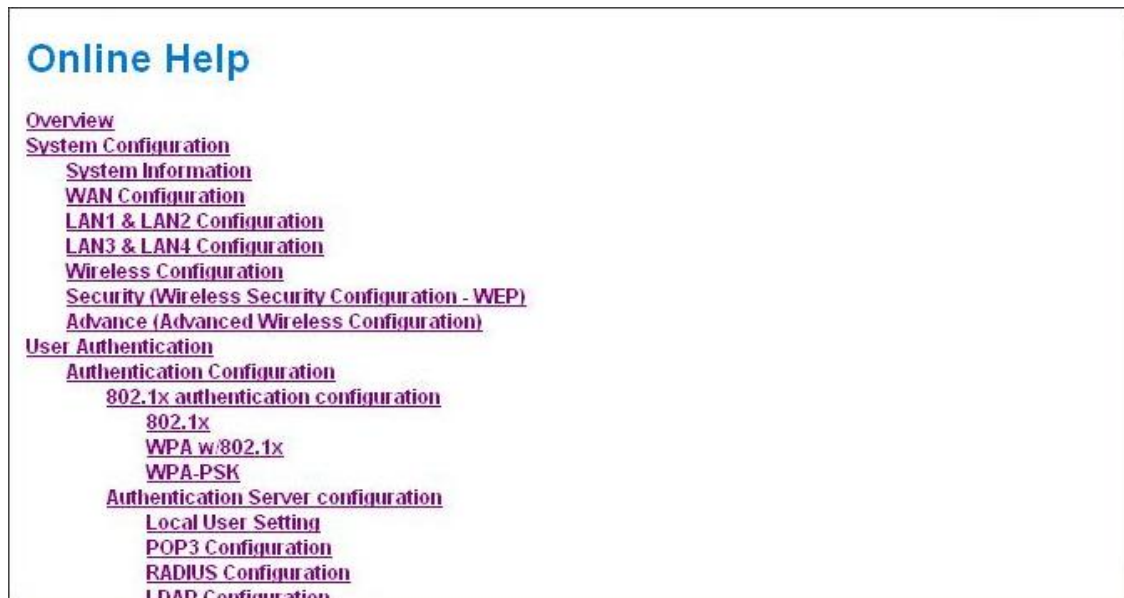 Online Help
Overview
System Configuration
System Information
WAN Configuration
LAN1 & LAN2 Configuration
LAN3 & LAN4 Configuration
Wireless Configuration
Security (Wireless Security Configuration - WEP)
Advance (Advanced Wireless Configuration)
User Authentication
Authentication Configuration
802.1x authentication configuration
802.1x
WPA w/802.1x
WPA-PSK
Authentication Server configuration
Local User Setting
POP3 Configuration
RADIUS Configuration
LDAP Configuration